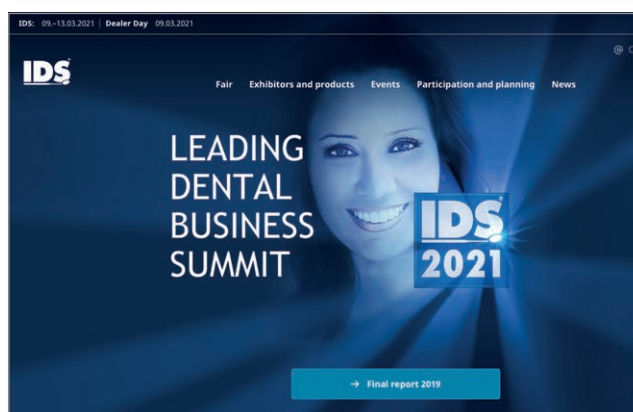 IDS: 09.–13.03.2021 | Dealer Day 09.03.2021
@
IDS
Fair Exhibitors and products Events Participation and planning News
LEADING
DENTAL
BUSINESS
SUMMIT
IDS
2021
→ Final report 2019